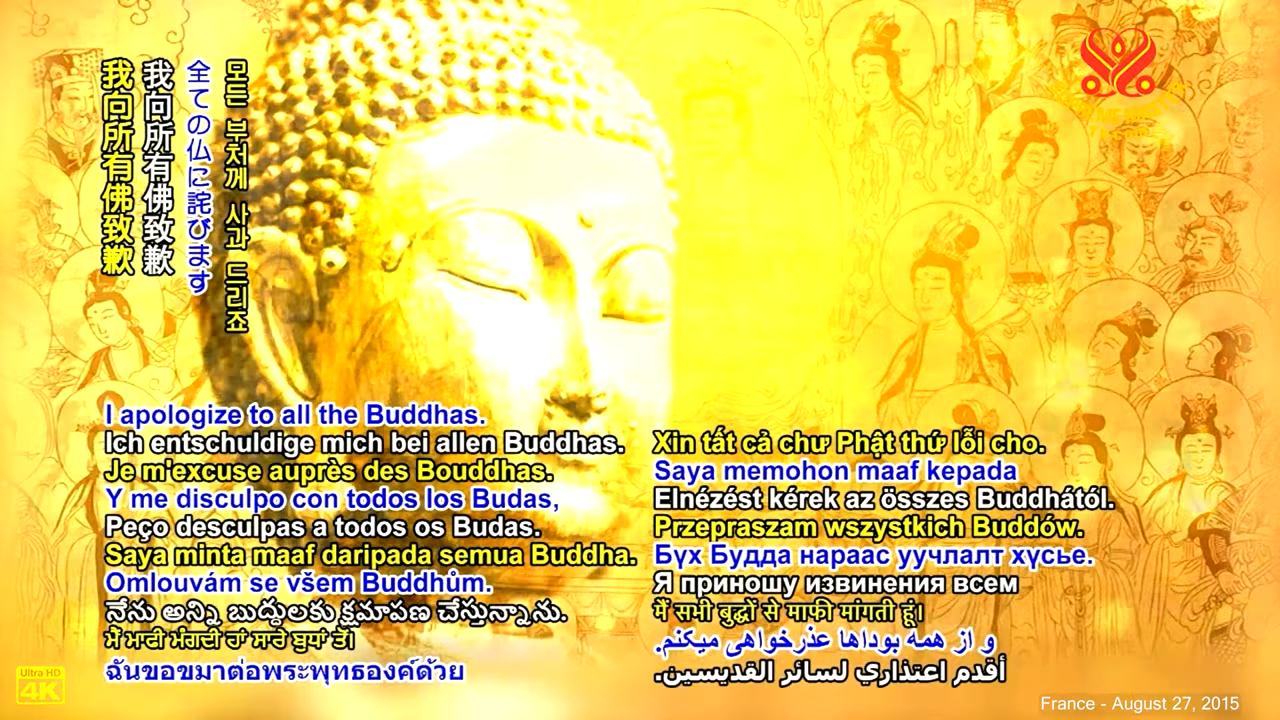 我向所有佛致歉
我向所有佛致歉
全ての仏に詫びます
모든 부처께 사과 드리죠
I apologize to all the Buddhas.
Ich entschuldige mich bei allen Buddhas.
Je m'excuse auprès des Bouddhas.
Y me disculpo con todos los Budas,
Peço desculpas a todos os Budas.
Saya minta maaf daripada semua Buddha.
Omlouvám se všem Buddhům.
నేను అన్ని బుద్ధులకు క్షమాపణ చేస్తున్నాను.
ਮੈਂ ਮਾਫੀ ਮੰਗਦੀ ਹਾਂ ਸਾਰੇ ਬੁਧਾਂ ਤੋਂ।
ฉันขอขมาต่อพระพุทธองค์ด้วย
Xin tất cả chư Phật thứ lỗi cho.
Saya memohon maaf kepada
Elnézést kérek az összes Buddhától.
Przepraszam wszystkich Buddów.
Бүх Будда нараас уучлалт хүсье.
Я приношу извинения всем
मैं सभी बुद्धों से माफी मांगती हूं।
و از همه بوداها عذرخواهی میکنم.
أقدم اعتذاري لسائر القديسين.
Ultra HD
4K
France - August 27, 2015